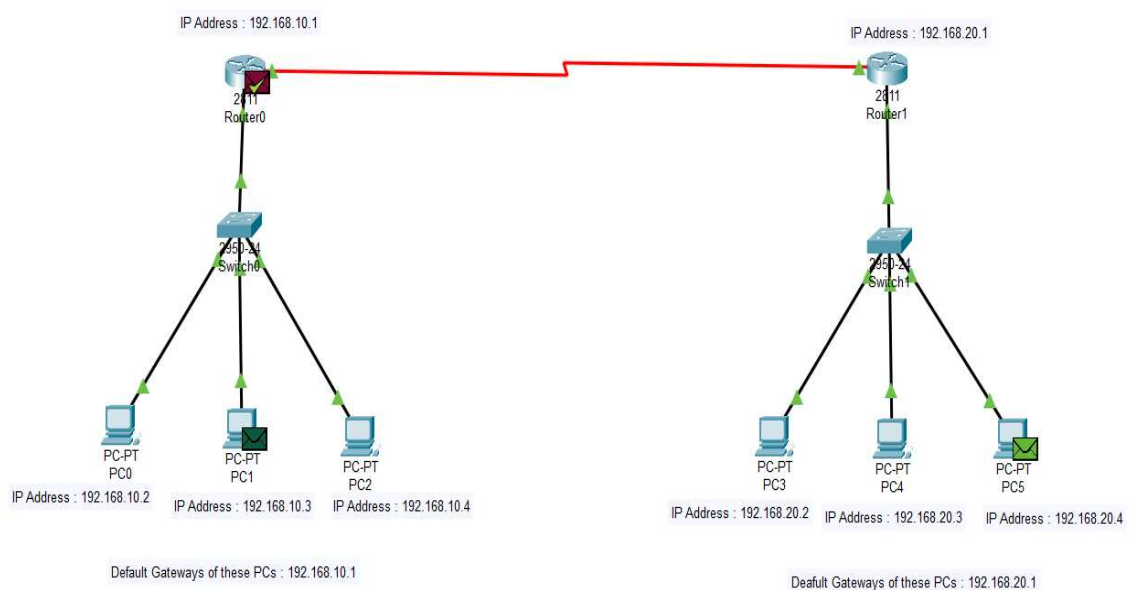 IP Address : 192.168.10.1
IP Address : 192.168.20.1
2811
Router0
2811
Router1
2950-24
Switch0
2950-24
Switch1
PC-PT
PC0
PC-PT
PC1
PC-PT
PC2
PC-PT
PC3
PC-PT
PC4
PC-PT
PC5
IP Address : 192.168.10.2
IP Address : 192.168.10.3
IP Address : 192.168.10.4
IP Address : 192.168.20.2
IP Address : 192.168.20.3
IP Address : 192.168.20.4
Default Gateways of these PCs : 192.168.10.1
Deafult Gateways of these PCs : 192.168.20.1